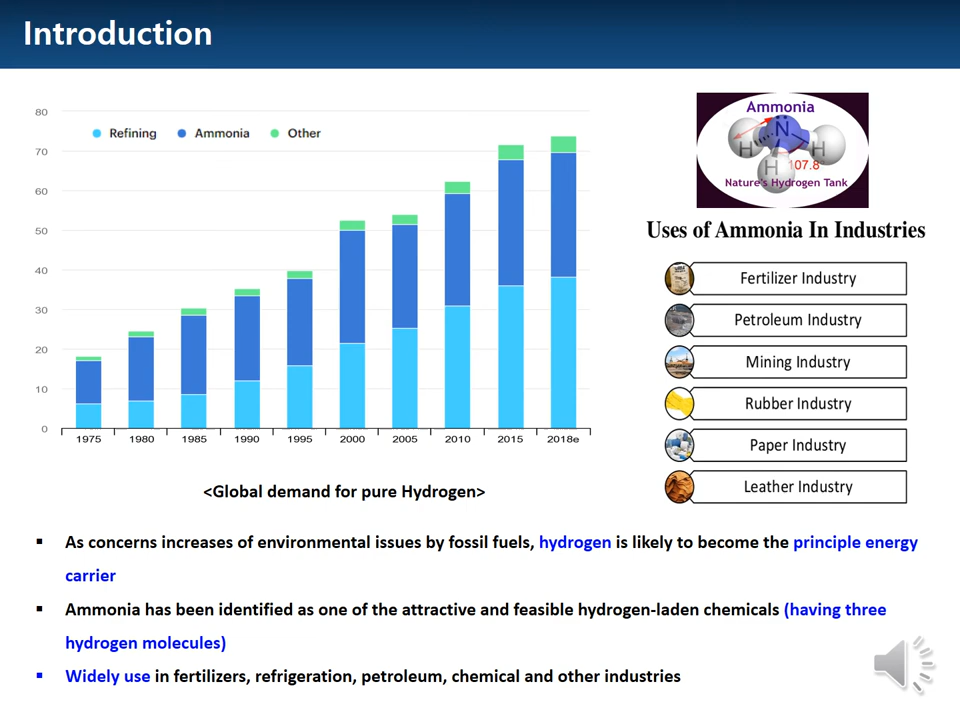 Introduction
80
70
60
50
40
30
20
10
0
Refining
Ammonia
Other
1975
1980
1985
1990
1995
2000
2005
2010
2015
2018e
<Global demand for pure Hydrogen>
Ammonia
N
H
H
H
107.8
Nature's Hydrogen Tank
Uses of Ammonia In Industries
Fertilizer Industry
Petroleum Industry
Mining Industry
Rubber Industry
Paper Industry
Leather Industry
▪ As concerns increases of environmental issues by fossil fuels, hydrogen is likely to become the principle energy
carrier
▪ Ammonia has been identified as one of the attractive and feasible hydrogen-laden chemicals (having three
hydrogen molecules)
▪ Widely use in fertilizers, refrigeration, petroleum, chemical and other industries